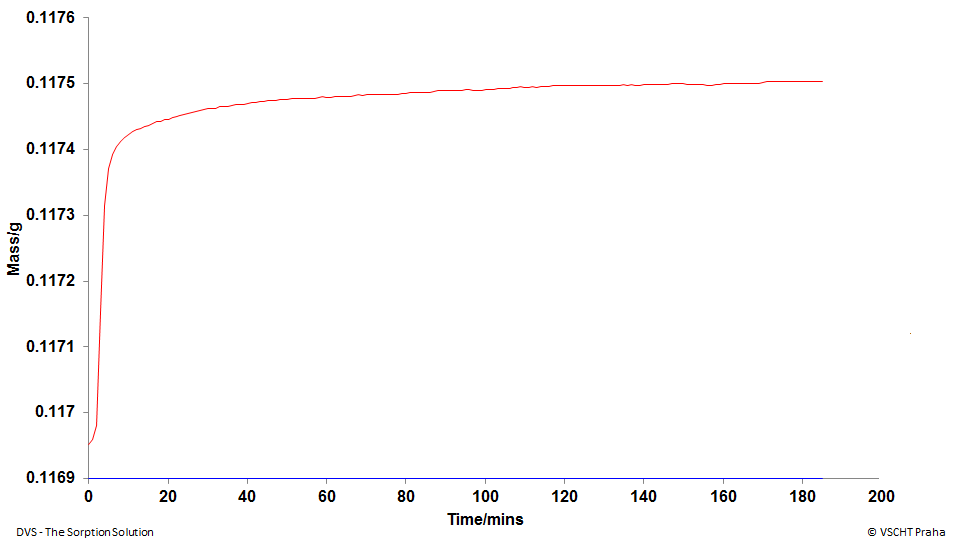 0.1176
0.1175
0.1174
0.1173
0.1172
0.1171
0.117
0.1169
Mass/g
0 20 40 60 80 100 120 140 160 180 200
Time/mins
DVS - The Sorption Solution
© VSCHT Praha